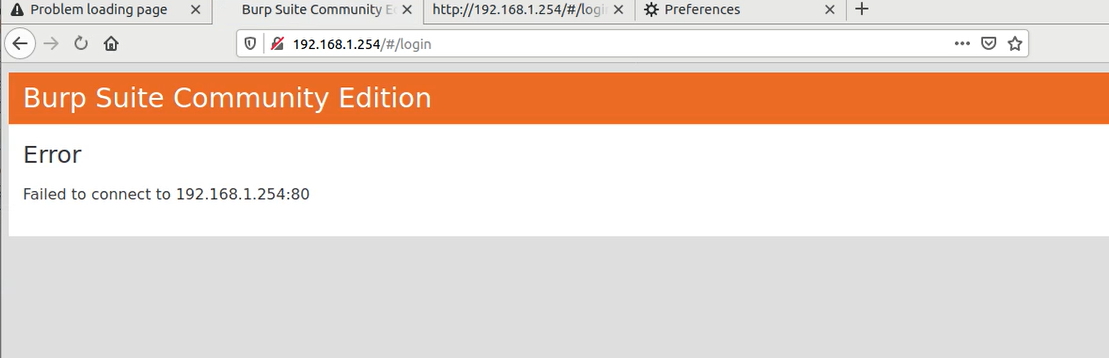 Problem loading page
Burp Suite Community E
http://192.168.1.254/#/logi
Preferences
192.168.1.254/#/login
Burp Suite Community Edition
Error
Failed to connect to 192.168.1.254:80